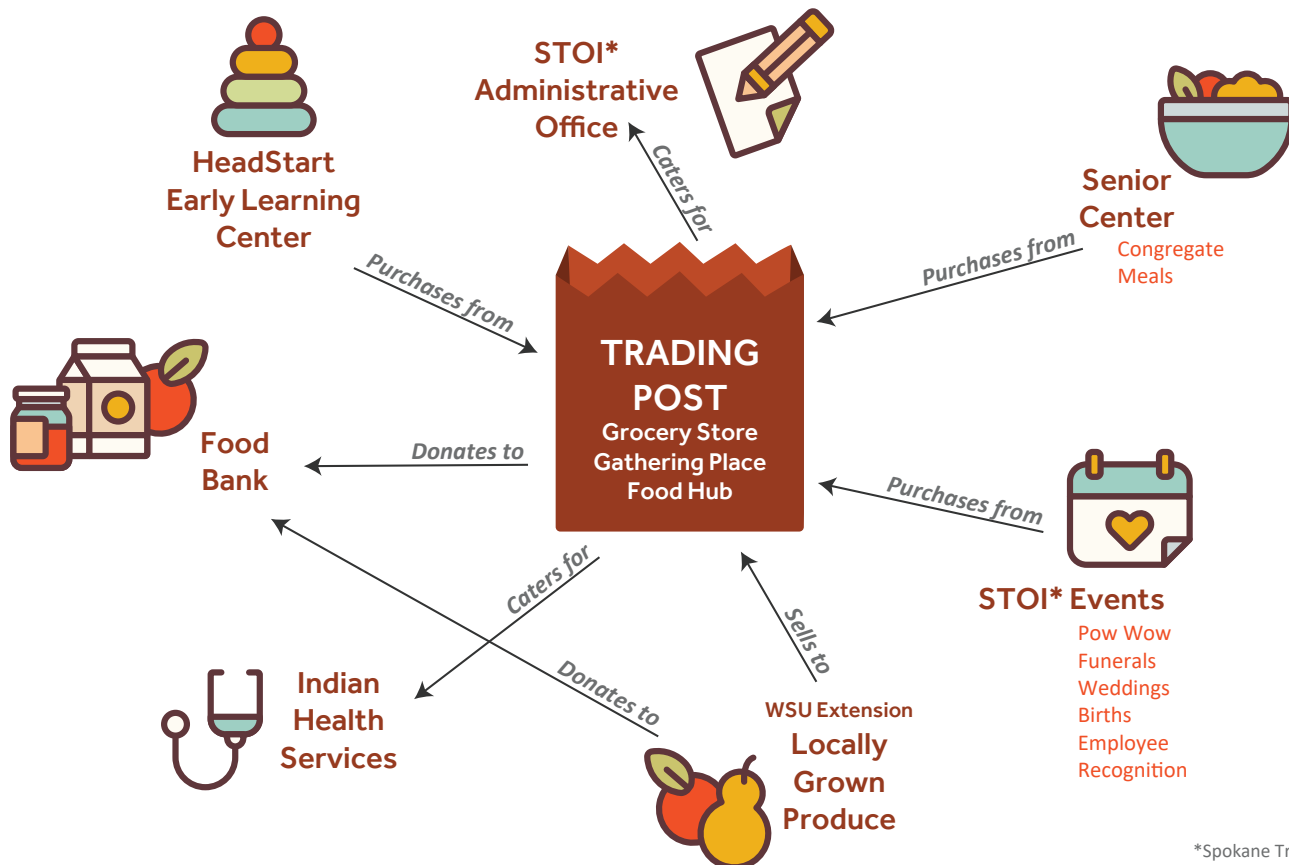 STOI*
Administrative
Office
HeadStart
Early Learning
Center
Caters for
Senior
Center
Congregate
Meals
Purchases from
Purchases from
TRADING
POST
Grocery Store
Gathering Place
Food Hub
Food
Bank
Donates to
Purchases from
STOI* Events
Pow Wow
Funerals
Weddings
Births
Employee
Recognition
Caters for
Sells to
Donates to
Indian
Health
Services
WSU Extension
Locally
Grown
Produce
*Spokane